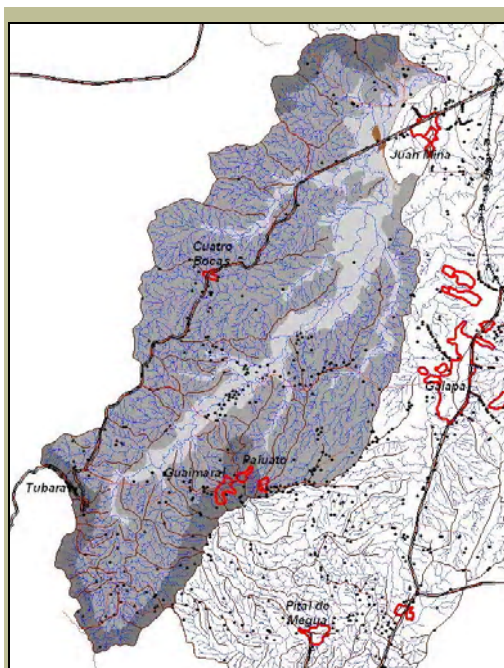 Juan Mina
Cuatro
Bocas
Galapa
Guaimaral
Paluato
Tubara
Pital de
Megua